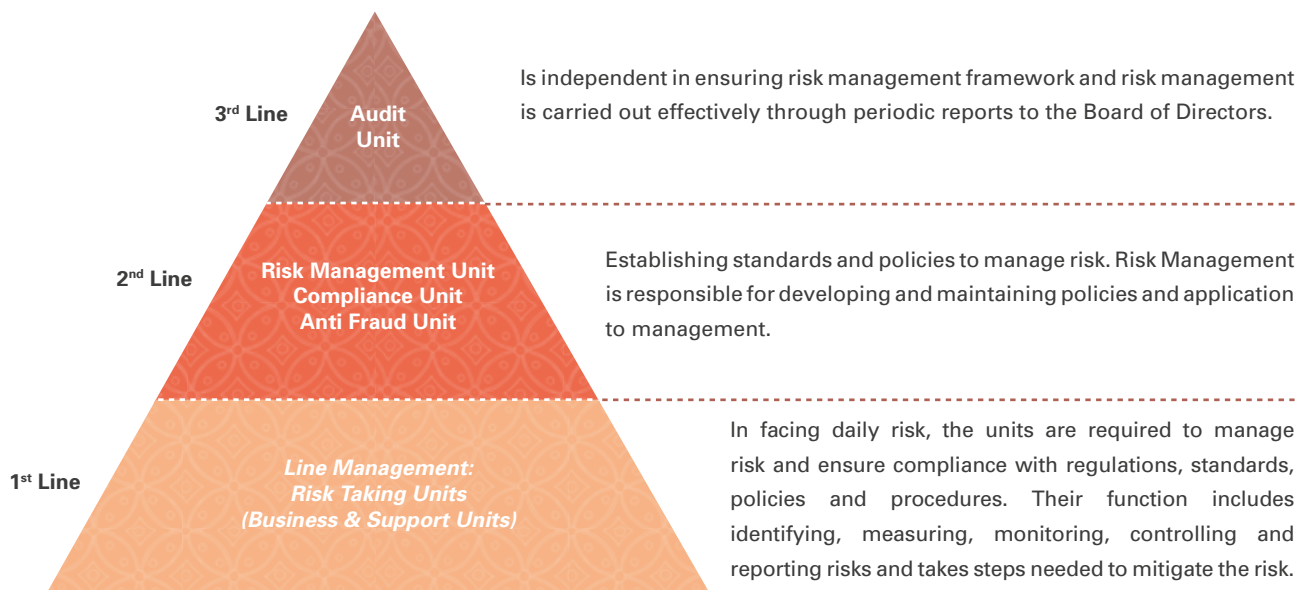 3rd Line
Audit
Unit
Is independent in ensuring risk management framework and risk management
is carried out effectively through periodic reports to the Board of Directors.
2nd Line
Risk Management Unit
Compliance Unit
Anti Fraud Unit
Establishing standards and policies to manage risk. Risk Management
is responsible for developing and maintaining policies and application
to management.
1st Line
Line Management:
Risk Taking Units
(Business & Support Units)
In facing daily risk, the units are required to manage
risk and ensure compliance with regulations, standards,
policies and procedures. Their function includes
identifying, measuring, monitoring, controlling and
reporting risks and takes steps needed to mitigate the risk.